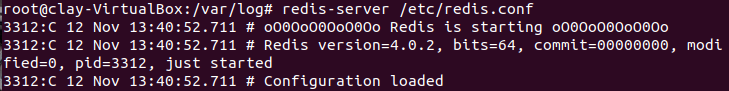 root@clay-VirtualBox:/var/log# redis-server /etc/redis.conf
3312:C 12 Nov 13:40:52.711 # oO0OoO0OoO0Oo Redis is starting oO0OoO0OoO0Oo
3312:C 12 Nov 13:40:52.711 # Redis version=4.0.2, bits=64, commit=00000000, modi
fied=0, pid=3312, just started
3312:C 12 Nov 13:40:52.711 # Configuration loaded